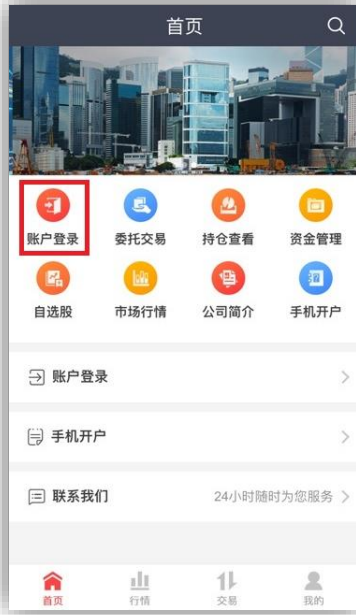 首页
账户登录 委托交易 持仓查看 资金管理
自选股 市场行情 公司简介 手机开户
账户登录
手机开户
联系我们 24小时随时为您服务
首页 行情 交易 我的